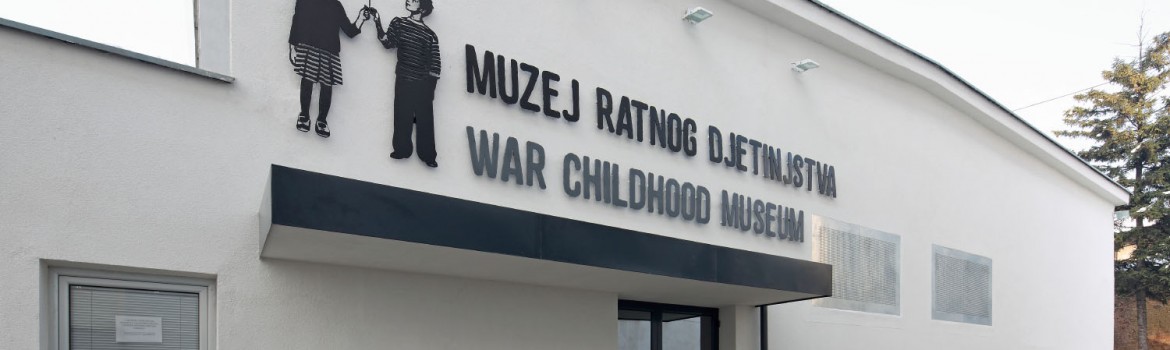 MUZEJ RATNOG DJETINJSTVA
WAR CHILDHOOD MUSEUM